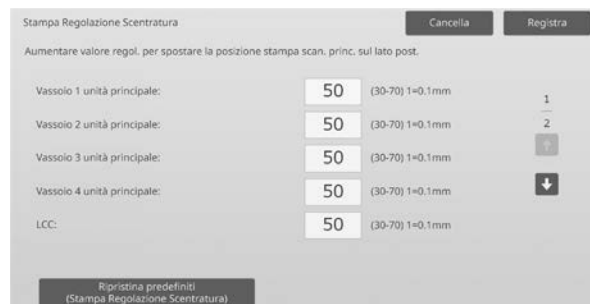 Stampa Regolazione Scentratura
Cancella
Registra
Aumentare valore regol. per spostare la posizione stampa scan. princ. sul lato post.
Vassoio 1 unità principale: 50 (30-70) 1=0.1mm
1
Vassoio 2 unità principale: 50 (30-70) 1=0.1mm
2
Vassoio 3 unità principale: 50 (30-70) 1=0.1mm
Vassoio 4 unità principale: 50 (30-70) 1=0.1mm
LCC: 50 (30-70) 1=0.1mm
Ripristina predefiniti
(Stampa Regolazione Scentratura)